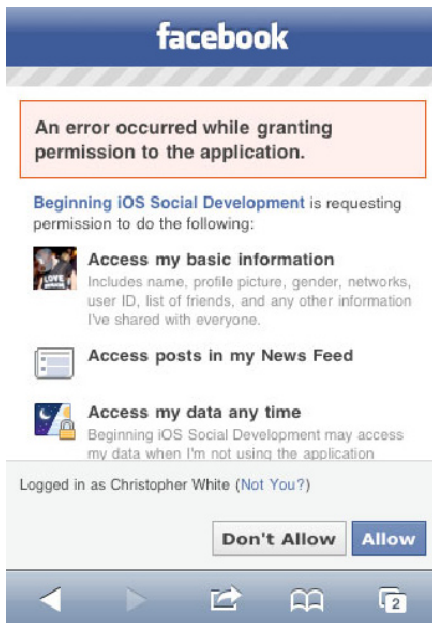 facebook
An error occurred while granting
permission to the application.
Beginning iOS Social Development is requesting
permission to do the following:
Access my basic information
Includes name, profile picture, gender, networks,
user ID, list of friends, and any other information
I've shared with everyone.
Access posts in my News Feed
Access my data any time
Beginning iOS Social Development may access
my data when I'm not using the application
Logged in as Christopher White (Not You?)
Don't Allow Allow
2